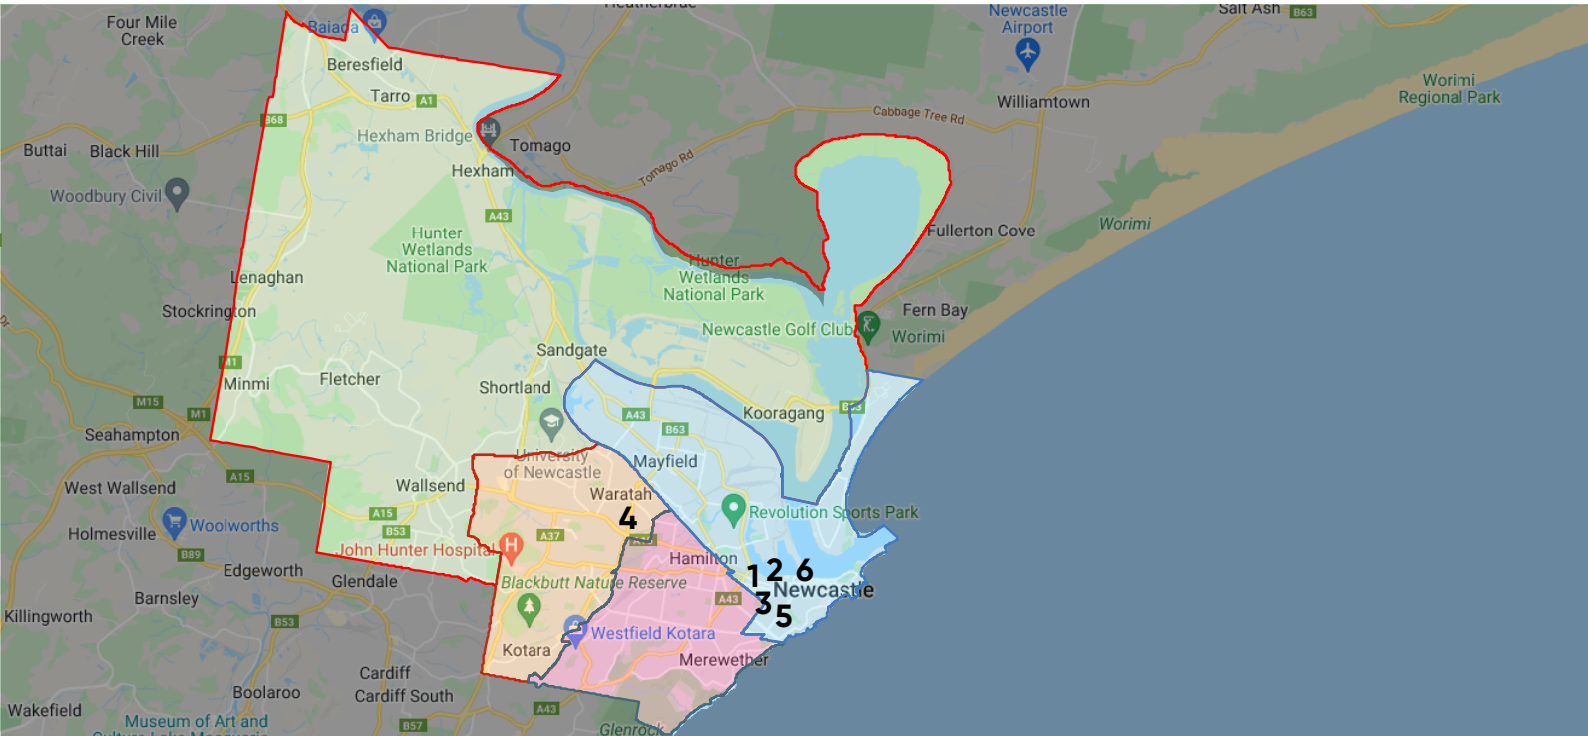 Heatherbrae
Salt Ash
B63
Newcastle
Airport
Four Mile
Creek
Baiada
Beresfield
Tarro
A1
Worimi
Regional Park
Williamtown
B68
Cabbage Tree Rd
Hexham Bridge
Tomago
Buttai
Black Hill
Tomago Rd
Hexham
Woodbury Civil
A43
Worimi
Fullerton Cove
Hunter
Wetlands
National Park
Hunter
Wetlands
National Park
Lenaghan
Stockrington
Dr
Fern Bay
Newcastle Golf Club
Worimi
Sandgate
M1
Minmi
Fletcher
Shortland
M15
M1
A43
B63
Kooragang
B63
Seahampton
University
of Newcastle
Mayfield
A15
Wallsend
West Wallsend
Waratah
A15
Revolution Sports Park
4
Holmesville
Woolworths
B53
A37
B89
John Hunter Hospital
Hamilton
Edgeworth
Glendale
Blackbutt Nature Reserve
1
2
6
Newcastle
Barnsley
A43
3
5
Killingworth
B53
Westfield Kotara
Kotara
Merewether
Cardiff
Boolaroo
Cardiff South
Wakefield
A43
Museum of Art and
Culture Lake Macquarie
B57
Glenrock